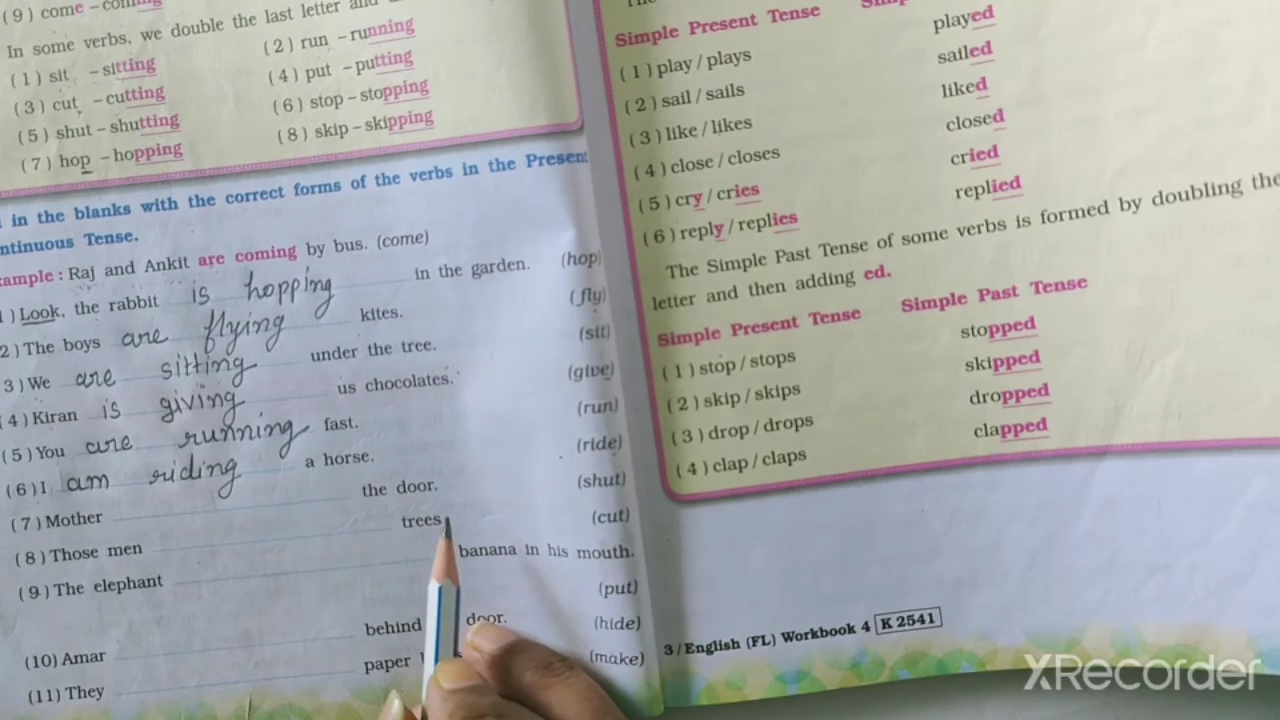 (9) come – coming
In some verbs, we double the last letter and
(1) sit – sitting (2) run – running
(3) cut – cutting (4) put – putting
(5) shut – shutting (6) stop – stopping
(7) hop – hopping (8) skip – skipping
in the blanks with the correct forms of the verbs in the Present
ntinuous Tense.
xample : Raj and Ankit are coming by bus. (come)
) Look, the rabbit is hopping in the garden. (hop)
2) The boys are flying kites. (fly)
3) We are sitting under the tree. (sit)
(4) Kiran is giving us chocolates. (give)
(5) You are running fast. (run)
(6) I am riding a horse. (ride)
(7) Mother the door. (shut)
(8) Those men trees (cut)
(9) The elephant banana in his mouth.
(put)
(10) Amar behind door. (hide)
(11) They paper (make)
Simple Present Tense
(1) play / plays played
(2) sail / sails sailed
(3) like / likes liked
(4) close / closes closed
(5) cry / cries cried
(6) reply / replies replied
The Simple Past Tense of some verbs is formed by doubling the
letter and then adding ed.
Simple Present Tense Simple Past Tense
(1) stop / stops stopped
(2) skip / skips skipped
(3) drop / drops dropped
(4) clap / claps clapped
3 / English (FL) Workbook 4 K 2541
XRecorder